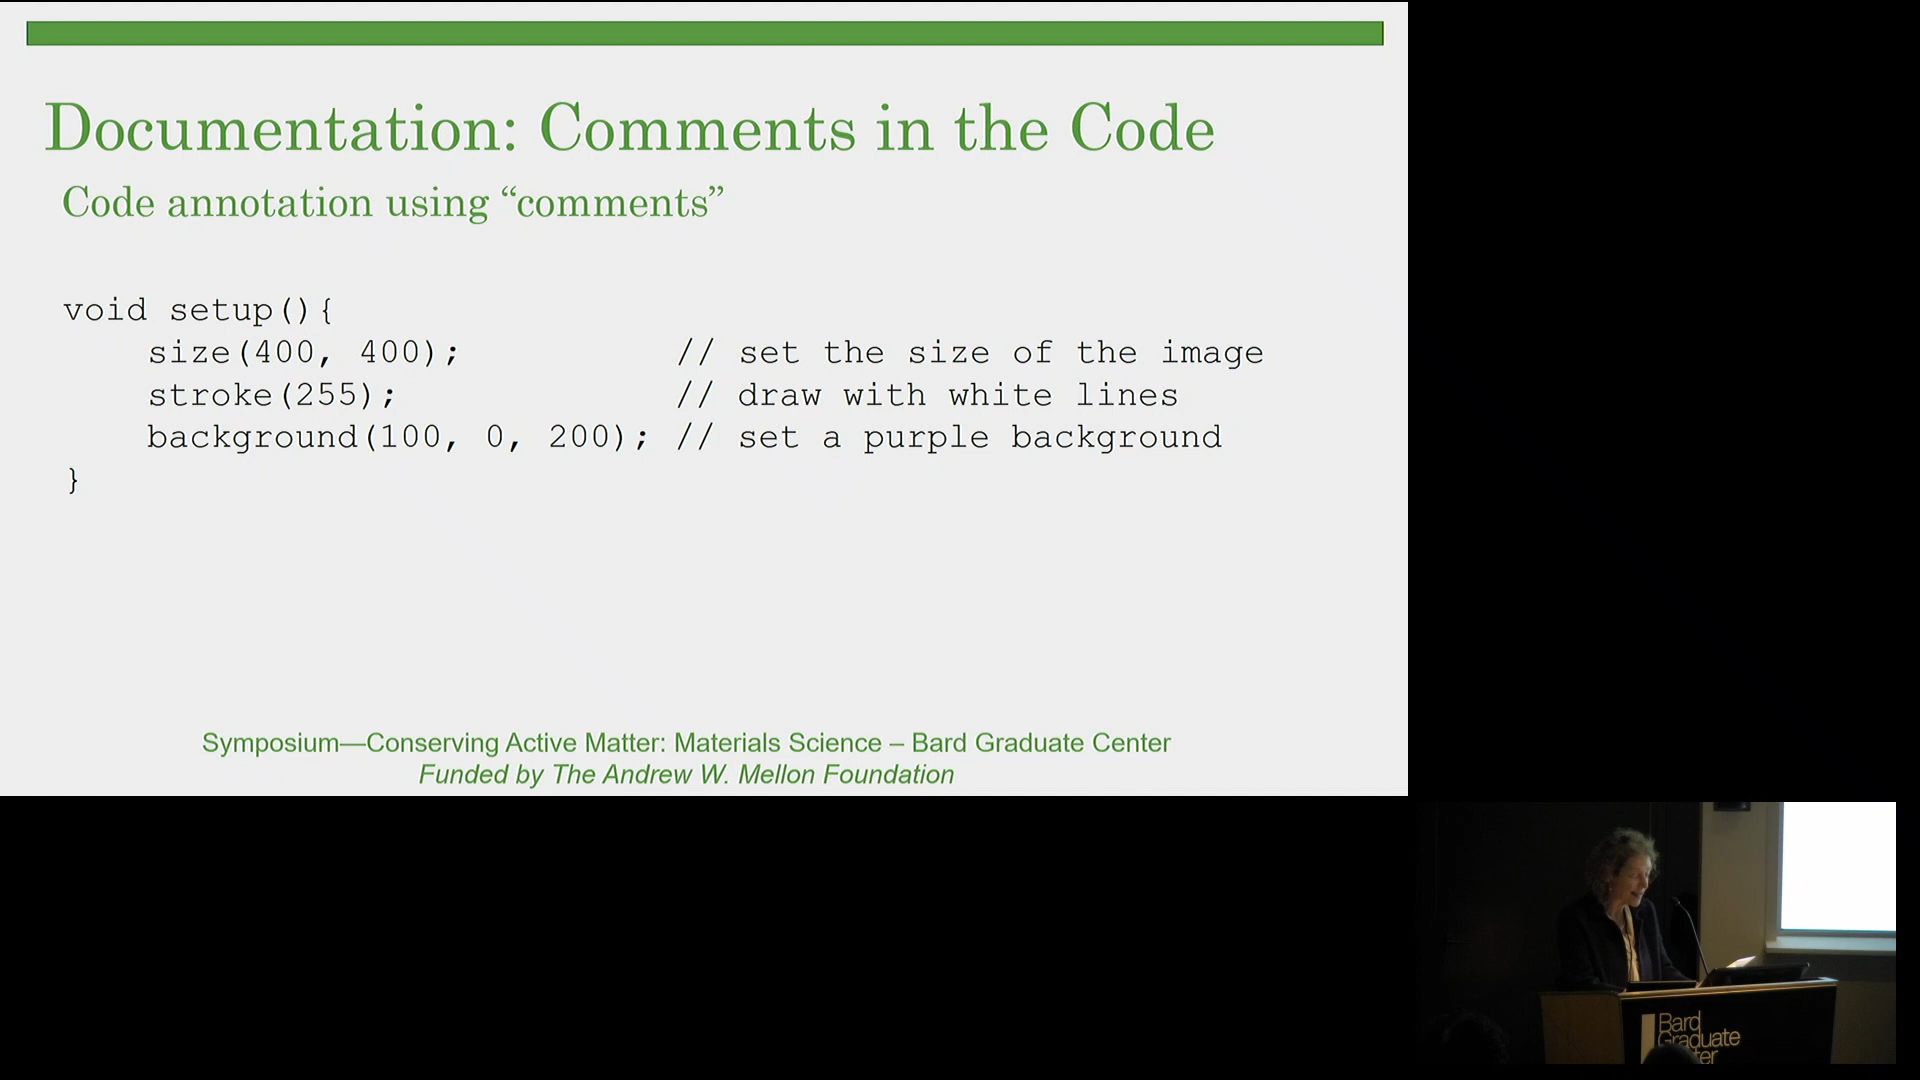 Documentation: Comments in the Code
Code annotation using “comments”
void setup(){
    size(400, 400);          // set the size of the image
    stroke(255);             // draw with white lines
    background(100, 0, 200); // set a purple background
}
Symposium—Conserving Active Matter: Materials Science – Bard Graduate Center
Funded by The Andrew W. Mellon Foundation
Bard
Graduate